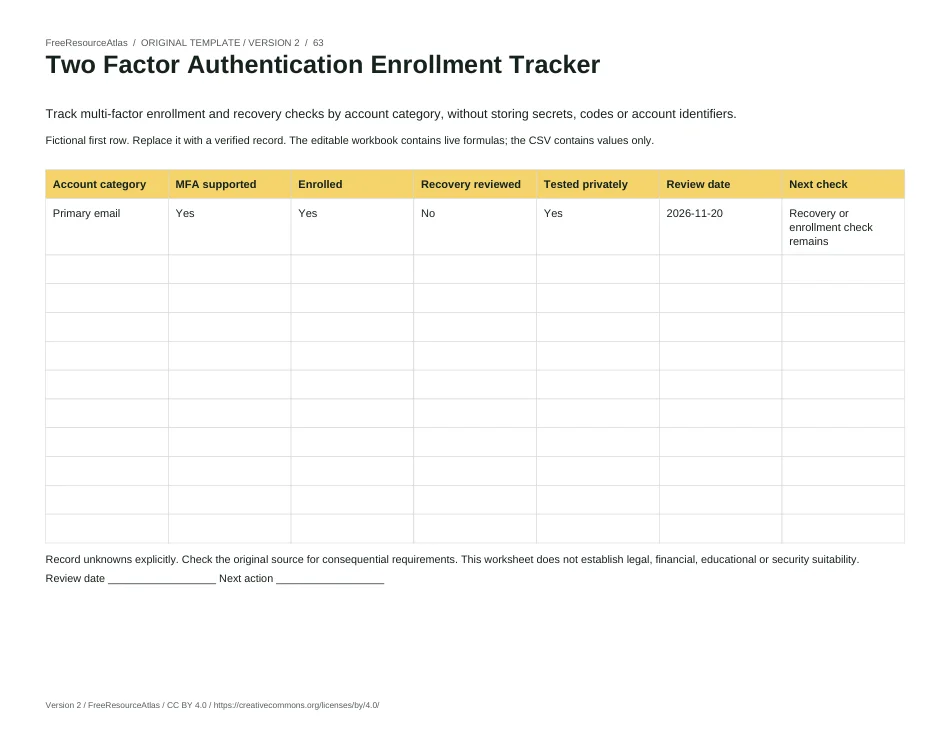 FreeResourceAtlas / ORIGINAL TEMPLATE / VERSION 2 / 63
Two Factor Authentication Enrollment Tracker
Track multi-factor enrollment and recovery checks by account category, without storing secrets, codes or account identifiers.
Fictional first row. Replace it with a verified record. The editable workbook contains live formulas; the CSV contains values only.
Account category MFA supported Enrolled Recovery reviewed Tested privately Review date Next check
Primary email Yes Yes No Yes 2026-11-20 Recovery or
enrollment check
remains
Record unknowns explicitly. Check the original source for consequential requirements. This worksheet does not establish legal, financial, educational or security suitability.
Review date ___________________ Next action ___________________
Version 2 / FreeResourceAtlas / CC BY 4.0 / https://creativecommons.org/licenses/by/4.0/